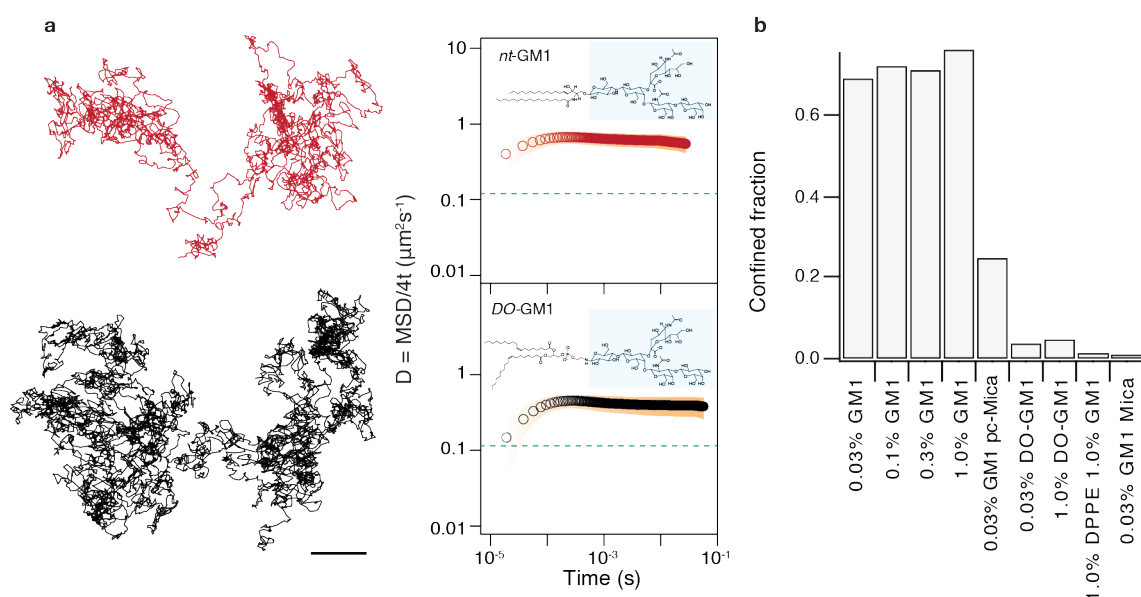 a
b
D = MSD/4t (μm²s⁻¹)
10
1
0.1
0.01
nt-GM1
1
0.1
0.01
DO-GM1
10⁻⁵
10⁻³
10⁻¹
Time (s)
Confined fraction
0.6
0.4
0.2
0.0
0.03% GM1
0.1% GM1
0.3% GM1
1.0% GM1
0.03% GM1 pc-Mica
0.03% DO-GM1
1.0% DO-GM1
1.0% DPPE 1.0% GM1
0.03% GM1 Mica